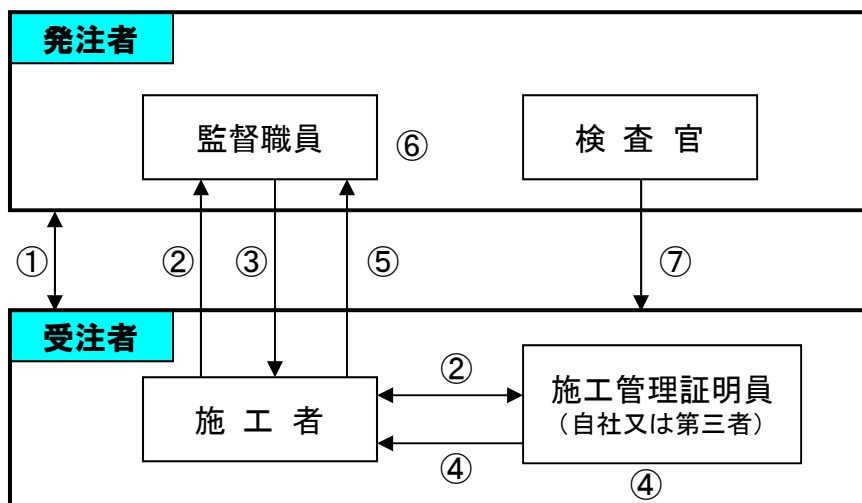 発注者
監督職員
⑥
検 査 官
①
②
③
⑤
⑦
受注者
施 工 者
②
④
施工管理証明員
（自社又は第三者）
④